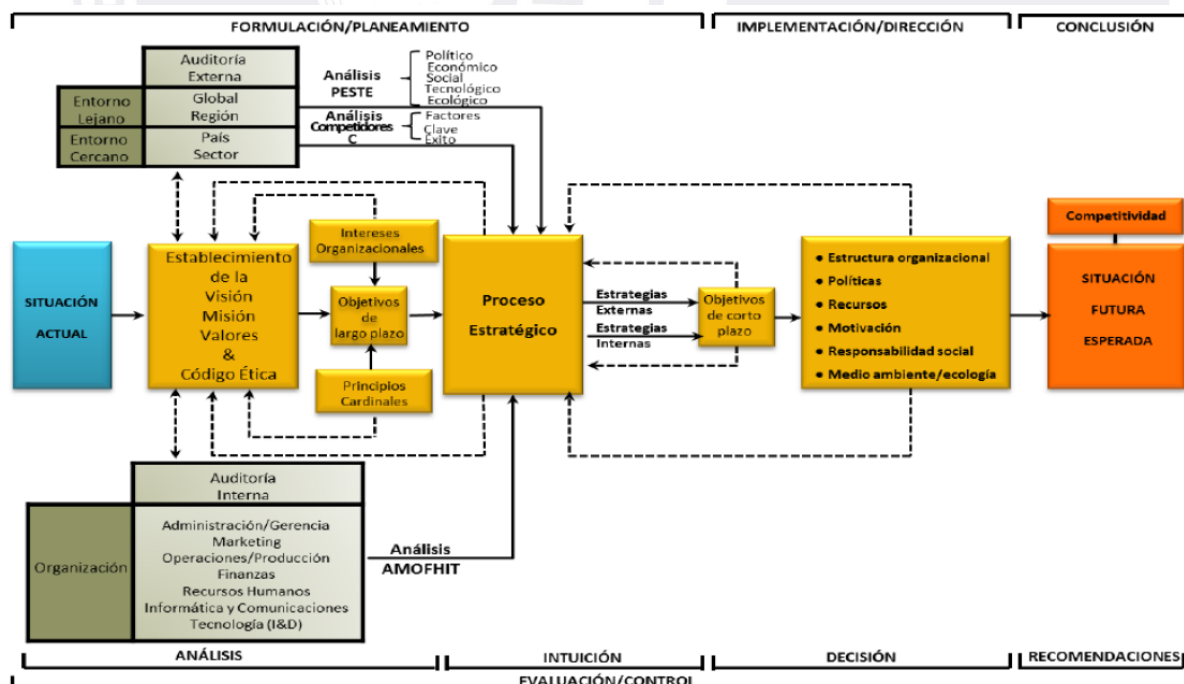 FORMULACIÓN/PLANEAMIENTO
IMPLEMENTACIÓN/DIRECCIÓN
CONCLUSIÓN
Auditoría
Externa
Entorno
Lejano
Global
Región
Entorno
Cercano
País
Sector
Análisis
PESTE
Político
Económico
Social
Tecnológico
Ecológico
Análisis
Competidores
C
Factores
Clave
Éxito
SITUACIÓN
ACTUAL
Establecimiento
de la
Visión
Misión
Valores
&
Código Ética
Intereses
Organizacionales
Objetivos
de
largo plazo
Principios
Cardinales
Proceso
Estratégico
Estrategias
Externas
Estrategias
Internas
Objetivos
de corto
plazo
• Estructura organizacional
• Políticas
• Recursos
• Motivación
• Responsabilidad social
• Medio ambiente/ecología
Competitividad
SITUACIÓN
FUTURA
ESPERADA
Auditoría
Interna
Organización
Administración/Gerencia
Marketing
Operaciones/Producción
Finanzas
Recursos Humanos
Informática y Comunicaciones
Tecnología (I&D)
Análisis
AMOFHIT
ANÁLISIS
INTUICIÓN
DECISIÓN
RECOMENDACIONES
EVALUACIÓN/CONTROL